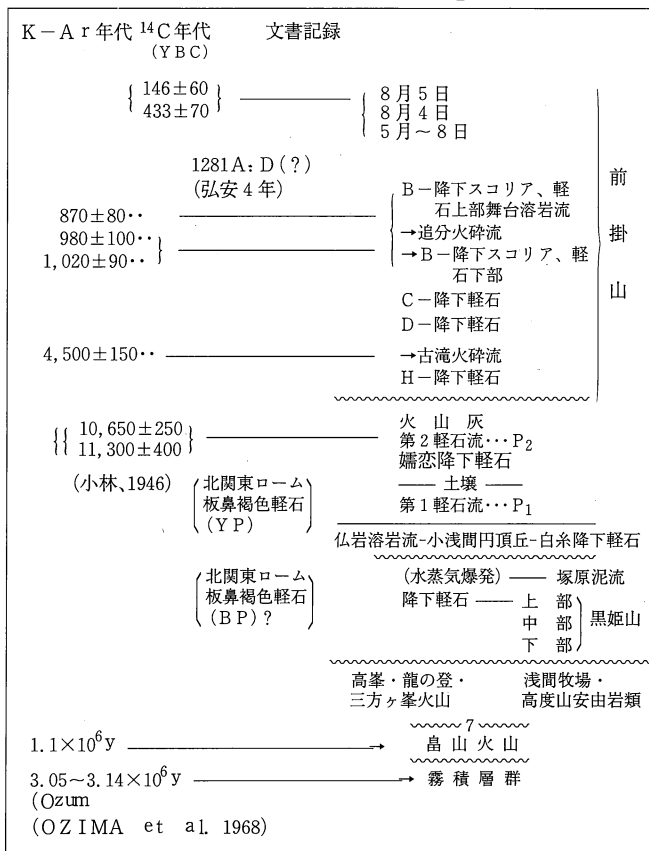 K－Ar年代 ¹⁴C年代 文書記録
(YBC)
146±60
433±70
8月5日
8月4日
5月～8日
1281A：D(？)
(弘安4年)
870±80‥
980±100‥
1,020±90‥
B－降下スコリア、軽
石上部舞台溶岩流
→追分火砕流
→B－降下スコリア、軽
石下部
C－降下軽石
D－降下軽石
4,500±150‥
→古滝火砕流
H－降下軽石
前掛山
10,650±250
11,300±400
(小林、1946)
火山灰
第2軽石流…P₂
嬬恋降下軽石
土壌
第1軽石流…P₁
北関東ローム
板鼻褐色軽石
(YP)
仏岩溶岩流-小浅間円頂丘-白糸降下軽石
北関東ローム
板鼻褐色軽石
(BP)？
(水蒸気爆発) 塚原泥流
降下軽石 上部
中部
下部
黒姫山
高峯・龍の登・
三方ヶ峯火山
浅間牧場・
高度山安由岩類
7
1.1×10⁶y
畠山火山
3.05～3.14×10⁶y
霧積層群
(Ozum
(OZIMA et al. 1968)